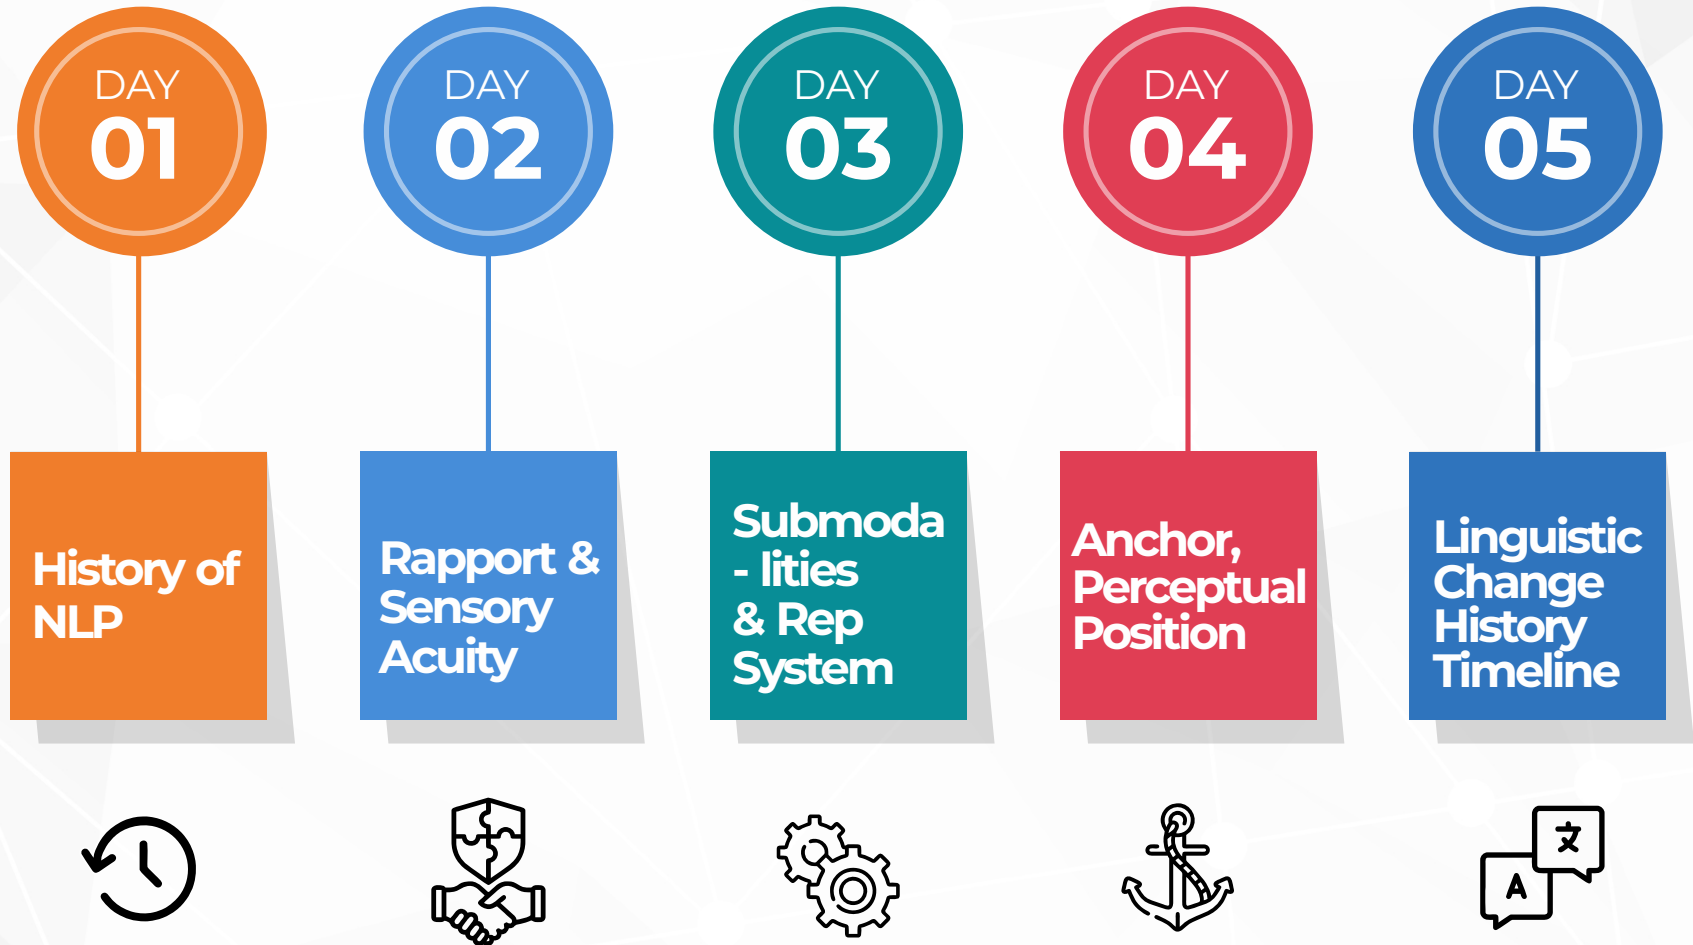 DAY
01
DAY
02
DAY
03
DAY
04
DAY
05
History of
NLP
Rapport &
Sensory
Acuity
Submoda
- lities
& Rep
System
Anchor,
Perceptual
Position
Linguistic
Change
History
Timeline
文
A